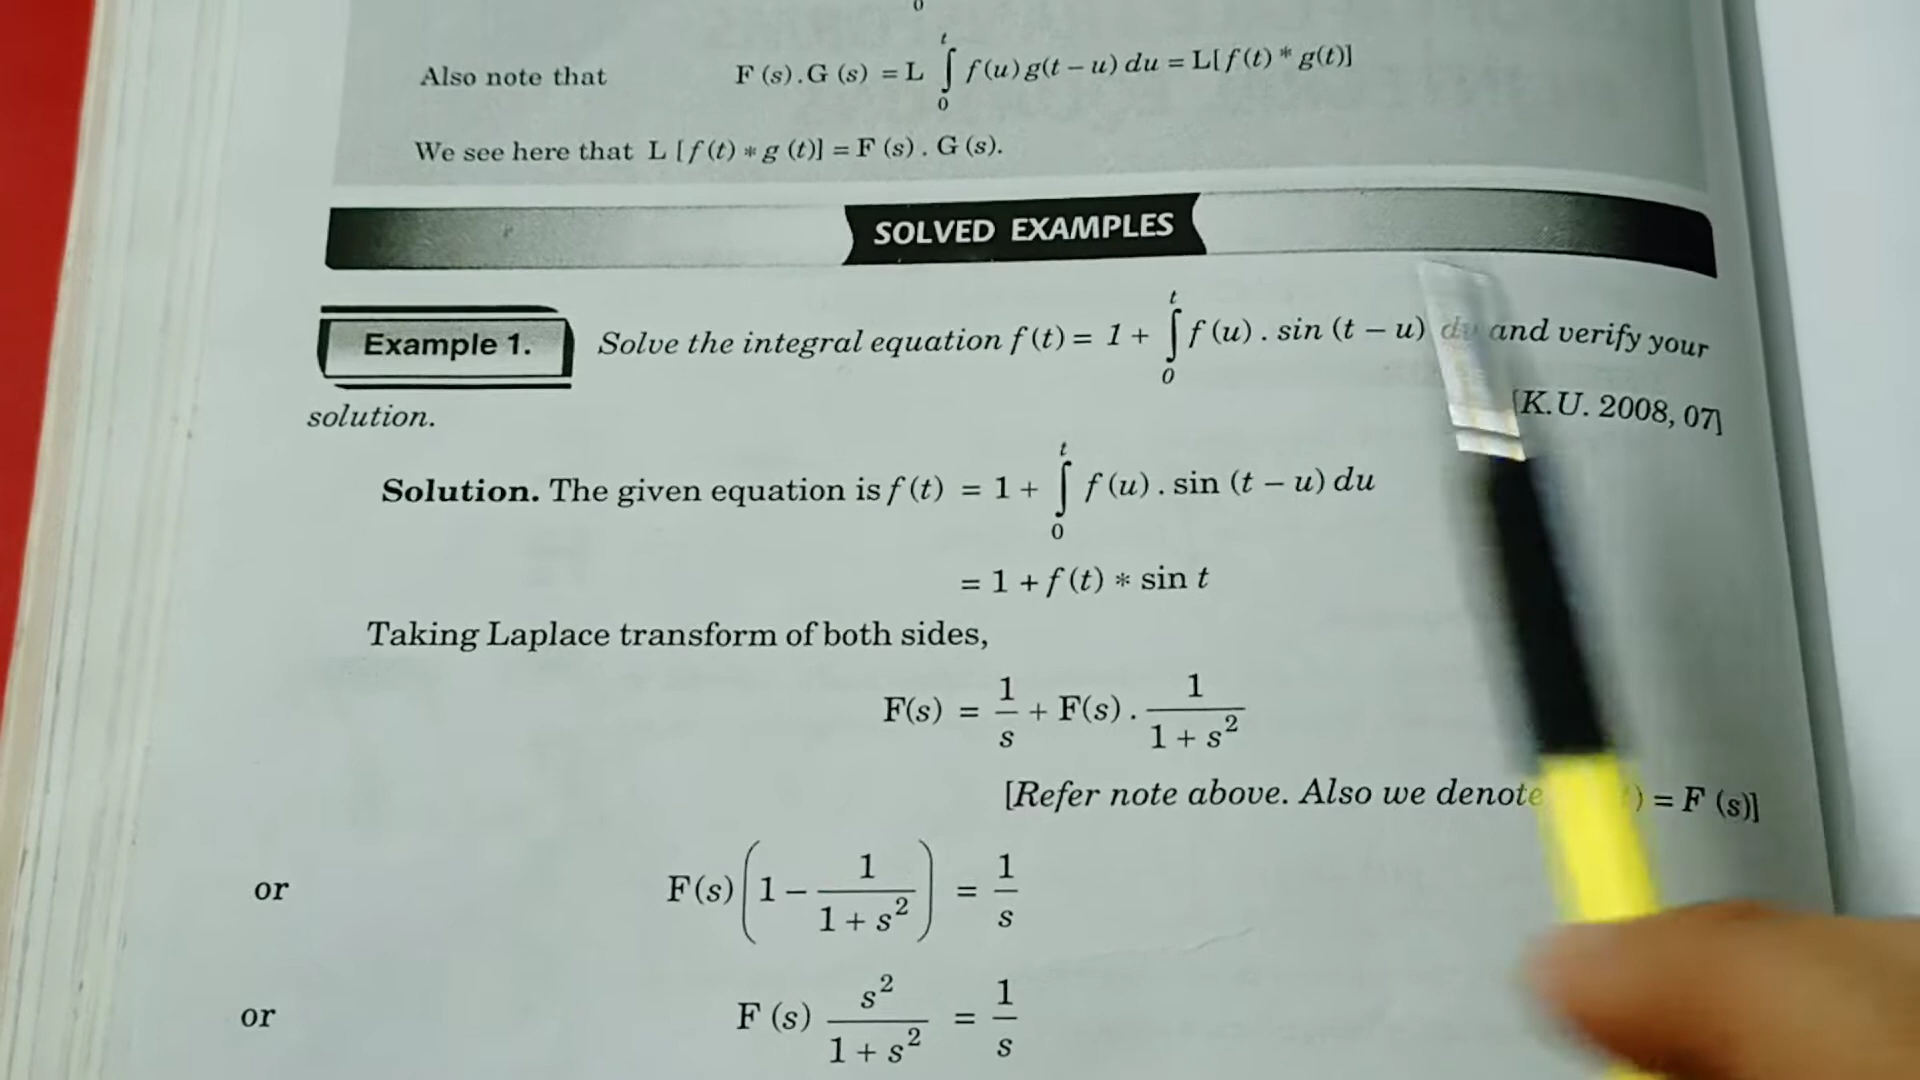 0
Also note that F (s) . G (s) = L ∫₀ᵗ f (u) g(t – u) du = L[ f (t) * g(t)]
We see here that L [ f (t) * g (t)] = F (s) . G (s).
SOLVED EXAMPLES
Example 1. Solve the integral equation f (t) = 1 + ∫₀ᵗ f (u) . sin (t – u) du and verify your
solution. [K.U. 2008, 07]
Solution. The given equation is f (t) = 1 + ∫₀ᵗ f (u) . sin (t – u) du
= 1 + f (t) * sin t
Taking Laplace transform of both sides,
F(s) = 1/s + F(s) . 1/(1 + s²)
[Refer note above. Also we denote ) = F (s)]
or F(s) (1 – 1/(1 + s²)) = 1/s
or F (s) s²/(1 + s²) = 1/s